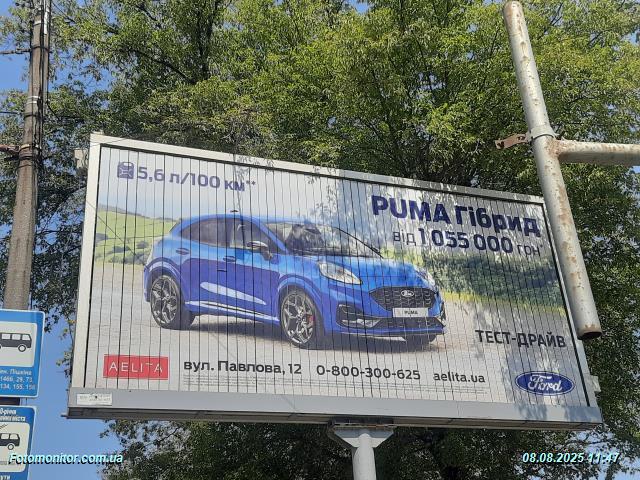 5,6 л/100 км**
PUMA гібрид
від 1 055 000 грн
PUMA
ТЕСТ-ДРАЙВ
AELITA
вул. Павлова, 12 0-800-300-625 aelita.ua
Ford
Fotomonitor.com.ua
08.08.2025 11:47